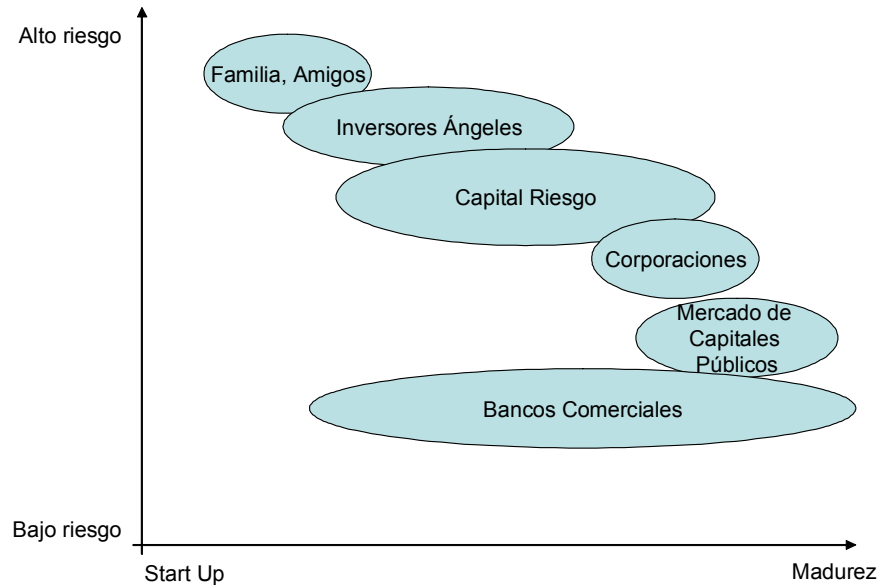 Alto riesgo
Familia, Amigos
Inversores Ángeles
Capital Riesgo
Corporaciones
Mercado de
Capitales
Públicos
Bancos Comerciales
Bajo riesgo
Start Up
Madurez